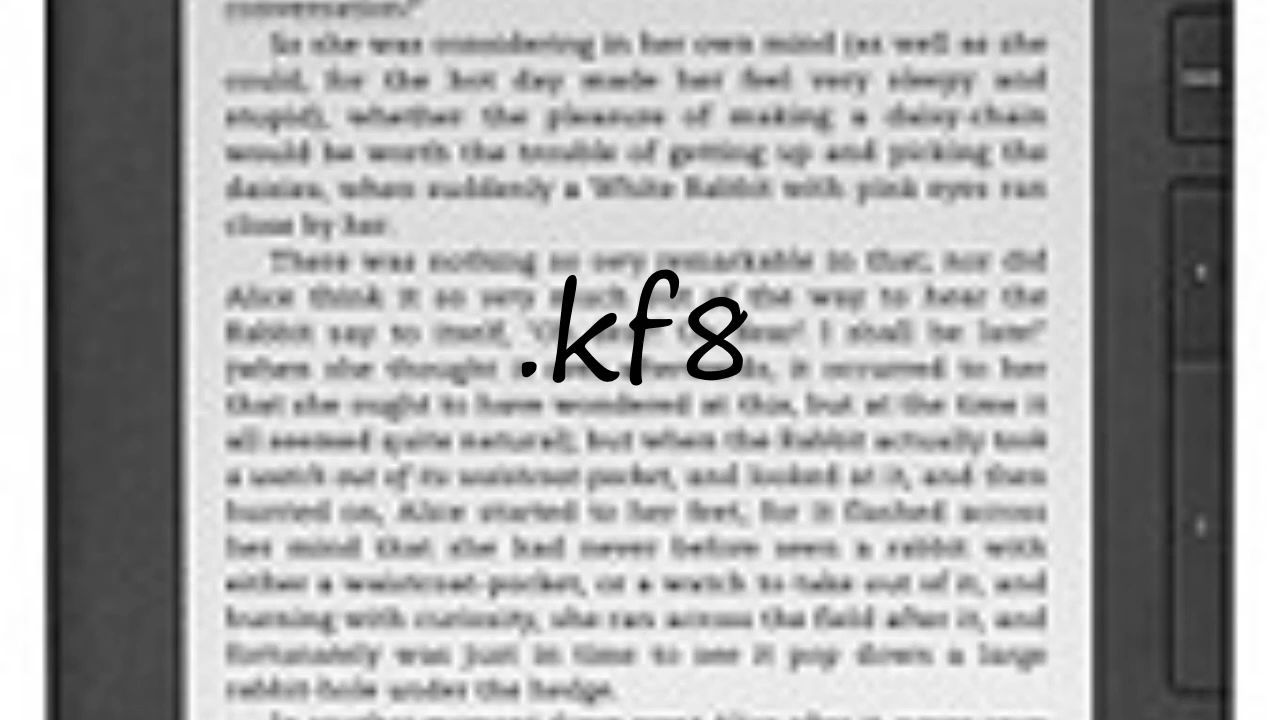 conversation?'
So she was considering in her own mind (as well as she
could, for the hot day made her feel very sleepy and
stupid), whether the pleasure of making a daisy-chain
would be worth the trouble of getting up and picking the
daisies, when suddenly a White Rabbit with pink eyes ran
close by her.
There was nothing so very remarkable in that; nor did
Alice think it so very much of the way to hear the
Rabbit say to itself, I shall be late!'
.kf8
(when she thought it occurred to her
that she ought to have wondered at this, but at the time it
all seemed quite natural); but when the Rabbit actually took
a watch out of its waistcoat-pocket, and looked at it, and then
hurried on, Alice started to her feet, for it flashed across
her mind that she had never before seen a rabbit with
either a waistcoat-pocket, or a watch to take out of it, and
burning with curiosity, she ran across the field after it, and
fortunately was just in time to see it pop down a large
rabbit-hole under the hedge.